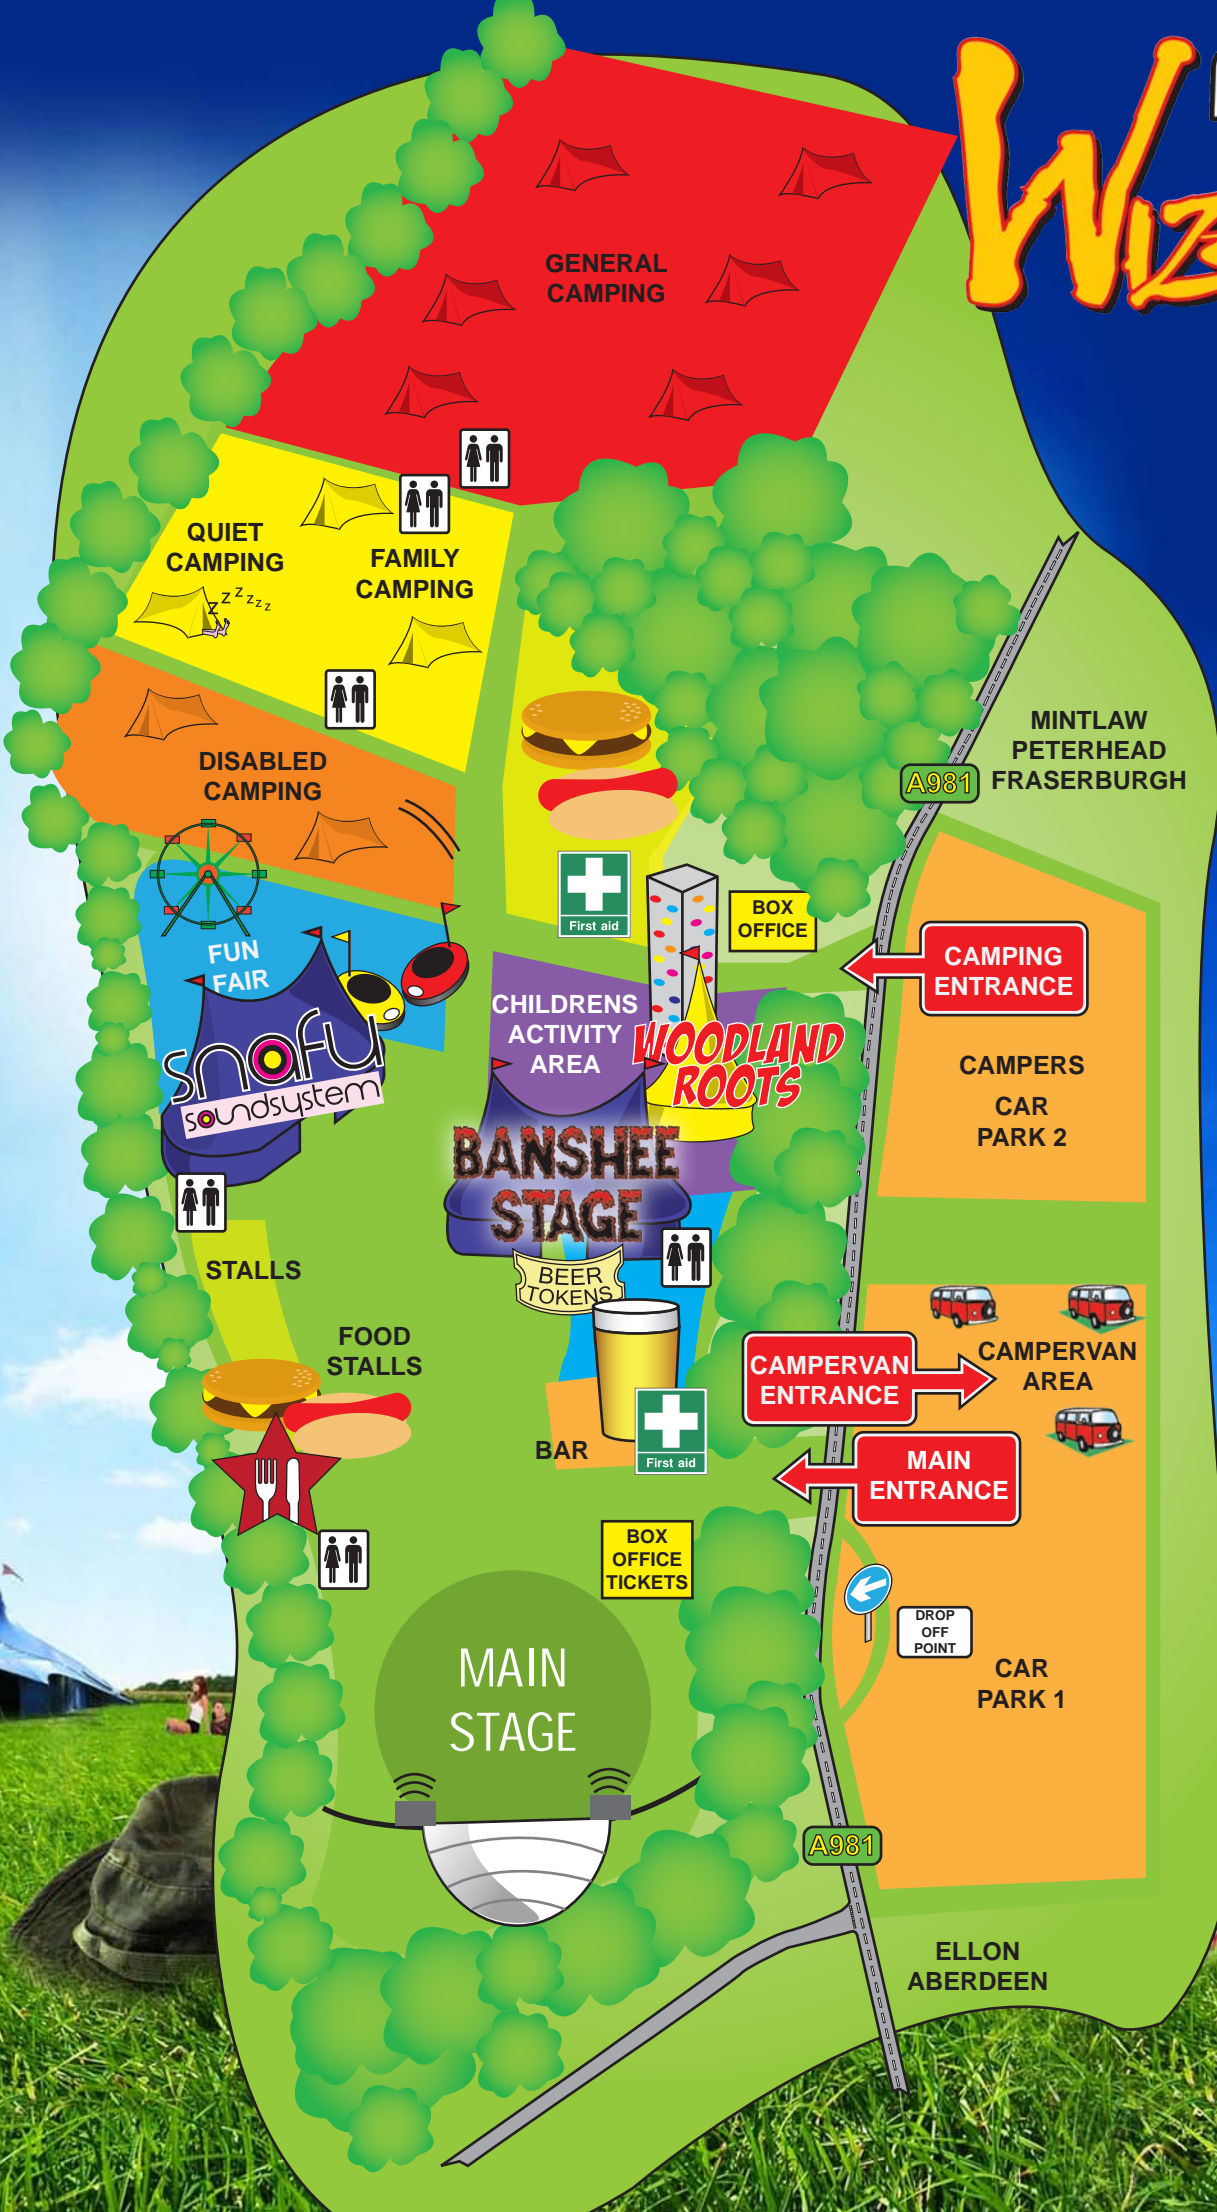 GENERAL
CAMPING
QUIET
CAMPING
FAMILY
CAMPING
z z z z z z
DISABLED
CAMPING
MINTLAW
PETERHEAD
FRASERBURGH
A981
First aid
BOX
OFFICE
CAMPING
ENTRANCE
FUN
FAIR
CHILDRENS
ACTIVITY
AREA
WOODLAND
ROOTS
snafu
soundsystem
CAMPERS
CAR
PARK 2
BANSHEE
STAGE
STALLS
BEER
TOKENS
FOOD
STALLS
CAMPERVAN
ENTRANCE
CAMPERVAN
AREA
BAR
First aid
MAIN
ENTRANCE
BOX
OFFICE
TICKETS
DROP
OFF
POINT
MAIN
STAGE
CAR
PARK 1
A981
ELLON
ABERDEEN